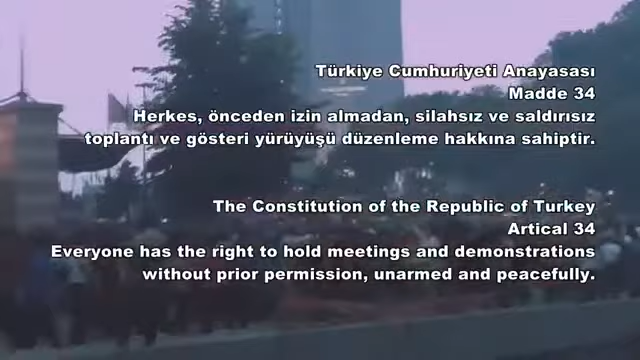 Türkiye Cumhuriyeti Anayasası
Madde 34
Herkes, önceden izin almadan, silahsız ve saldırısız
toplantı ve gösteri yürüyüşü düzenleme hakkına sahiptir.
The Constitution of the Republic of Turkey
Artical 34
Everyone has the right to hold meetings and demonstrations
without prior permission, unarmed and peacefully.